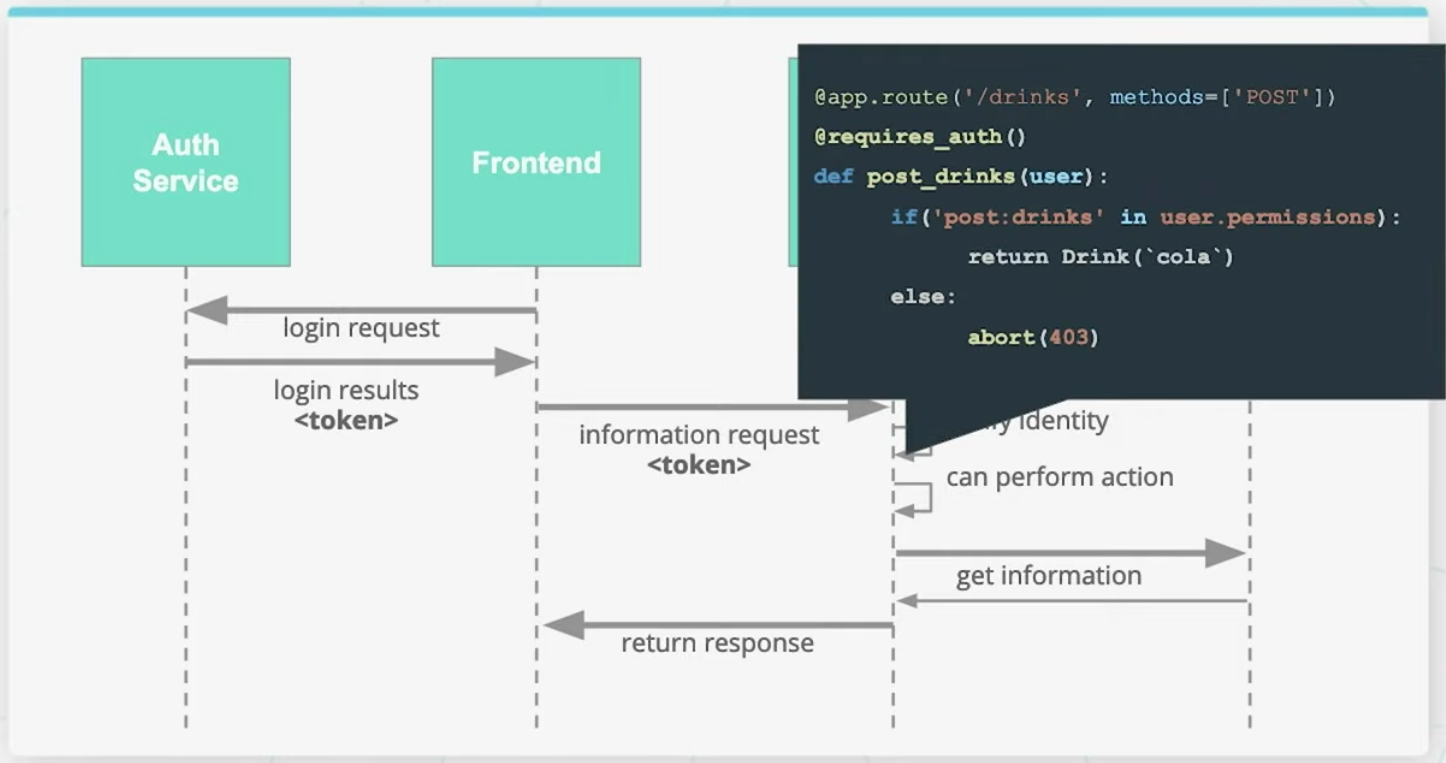 Auth
Service
Frontend
@app.route('/drinks', methods=['POST'])
@requires_auth()
def post_drinks(user):
if('post:drinks' in user.permissions):
return Drink(`cola`)
else:
abort(403)
login request
login results
<token>
information request
<token>
identity
can perform action
get information
return response